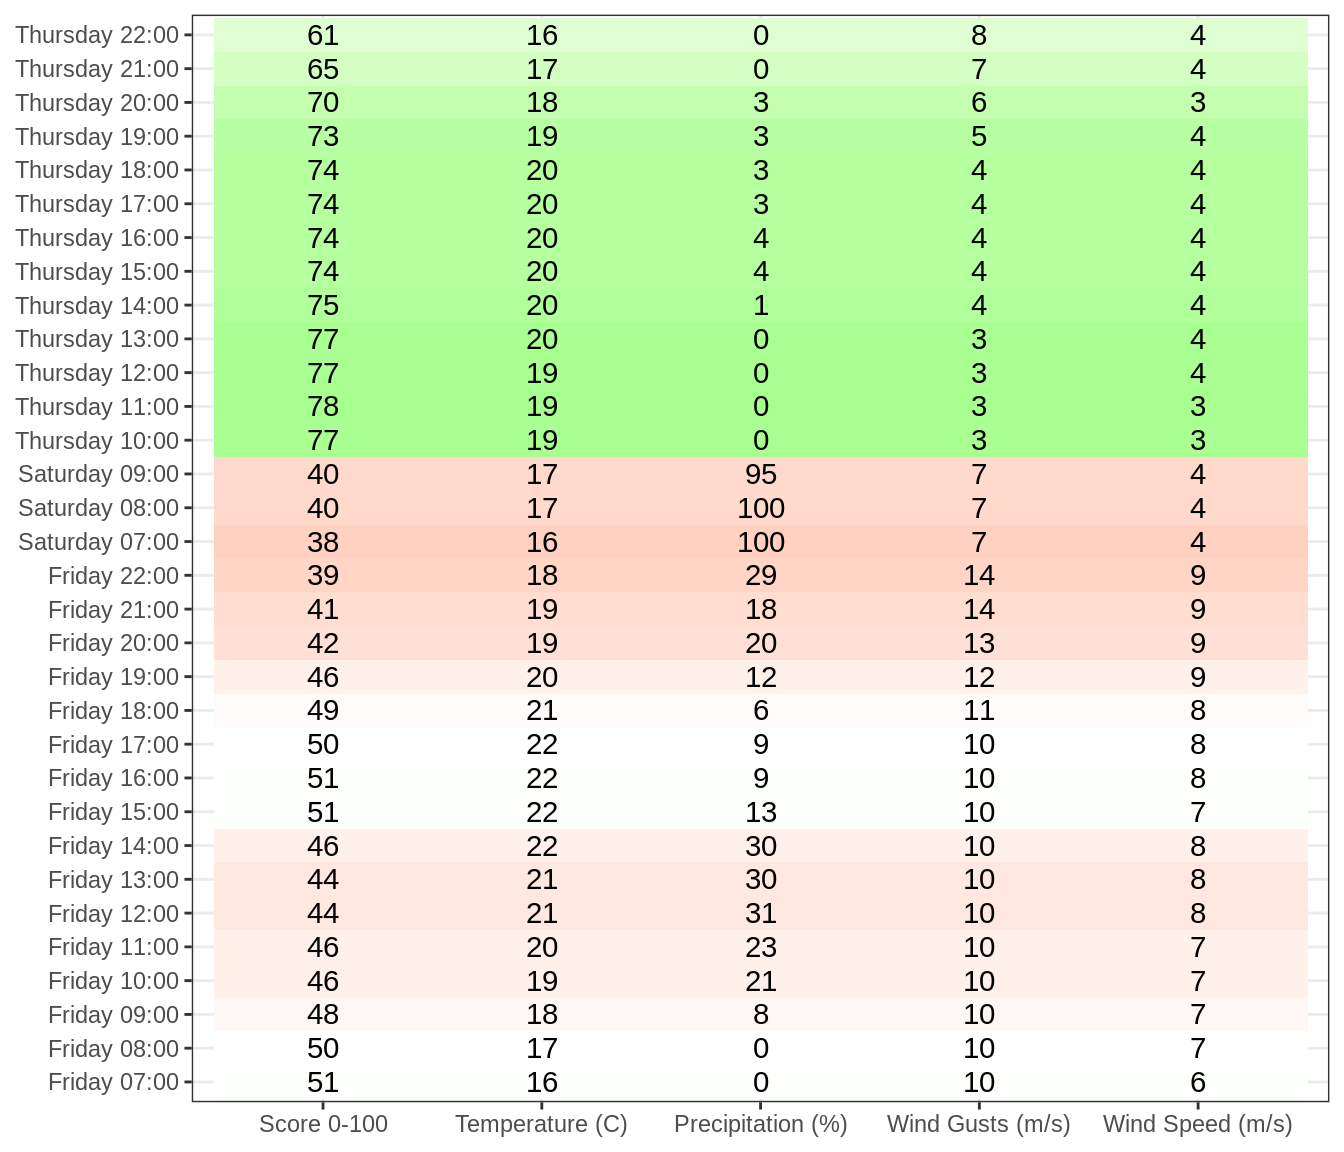 Thursday 22:00 61 16 0 8 4
Thursday 21:00 65 17 0 7 4
Thursday 20:00 70 18 3 6 3
Thursday 19:00 73 19 3 5 4
Thursday 18:00 74 20 3 4 4
Thursday 17:00 74 20 3 4 4
Thursday 16:00 74 20 4 4 4
Thursday 15:00 74 20 4 4 4
Thursday 14:00 75 20 1 4 4
Thursday 13:00 77 20 0 3 4
Thursday 12:00 77 19 0 3 4
Thursday 11:00 78 19 0 3 3
Thursday 10:00 77 19 0 3 3
Saturday 09:00 40 17 95 7 4
Saturday 08:00 40 17 100 7 4
Saturday 07:00 38 16 100 7 4
Friday 22:00 39 18 29 14 9
Friday 21:00 41 19 18 14 9
Friday 20:00 42 19 20 13 9
Friday 19:00 46 20 12 12 9
Friday 18:00 49 21 6 11 8
Friday 17:00 50 22 9 10 8
Friday 16:00 51 22 9 10 8
Friday 15:00 51 22 13 10 7
Friday 14:00 46 22 30 10 8
Friday 13:00 44 21 30 10 8
Friday 12:00 44 21 31 10 8
Friday 11:00 46 20 23 10 7
Friday 10:00 46 19 21 10 7
Friday 09:00 48 18 8 10 7
Friday 08:00 50 17 0 10 7
Friday 07:00 51 16 0 10 6
Score 0-100 Temperature (C) Precipitation (%) Wind Gusts (m/s) Wind Speed (m/s)